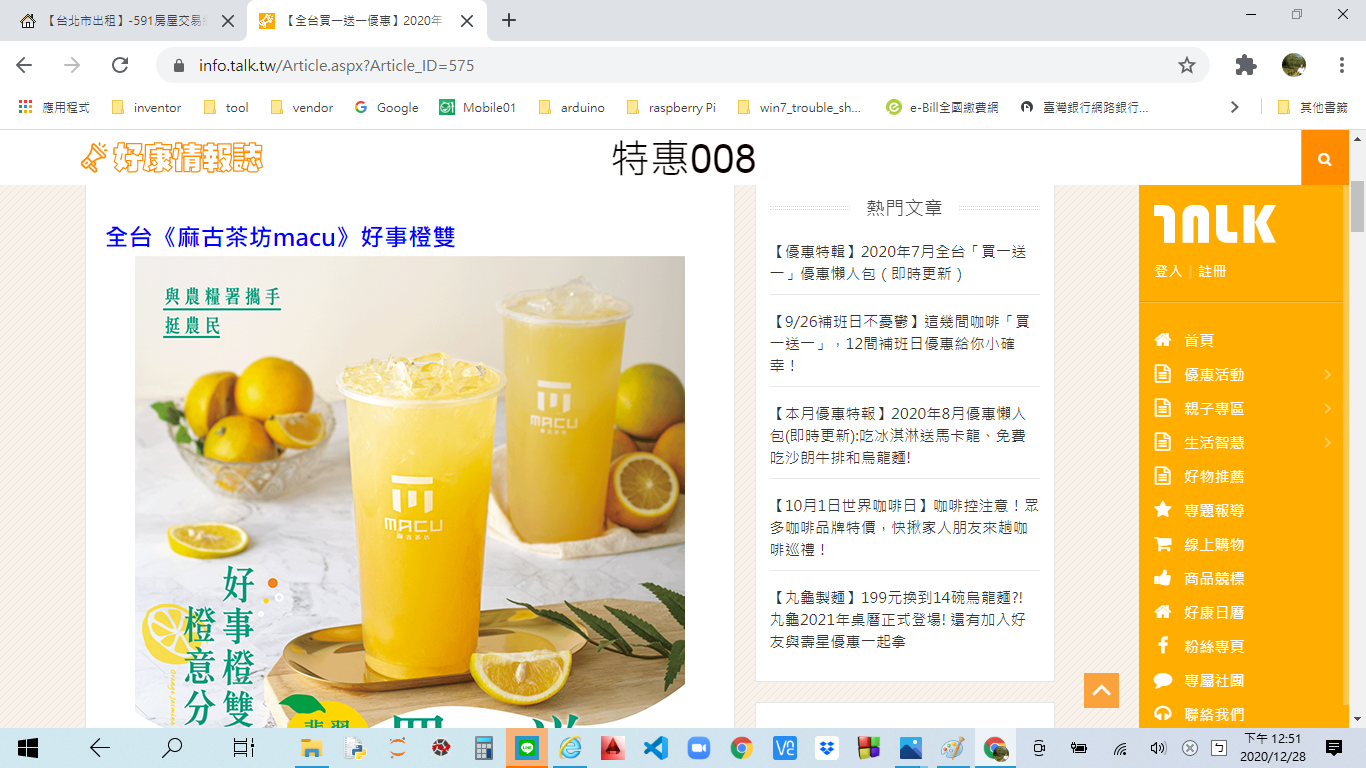 【台北市出租】-591房屋交易
【全台買一送一優惠】2020年
info.talk.tw/Article.aspx?Article_ID=575
應用程式
inventor
tool
vendor
Google
Mobile01
arduino
raspberry Pi
win7_trouble_sh...
e-Bill全國繳費網
臺灣銀行網路銀行...
其他書籤
好康情報誌
特惠008
全台《麻古茶坊macu》好事橙雙
與農糧署攜手
挺農民
MACU
麻古茶坊
MACU
麻古茶坊
好事橙雙
橙意分
翡翠
買一送
熱門文章
【優惠特輯】2020年7月全台「買一送
一」優惠懶人包（即時更新）
【9/26補班日不憂鬱】這幾間咖啡「買
一送一」，12間補班日優惠給你小確
幸！
【本月優惠特報】2020年8月優惠懶人
包(即時更新):吃冰淇淋送馬卡龍、免費
吃沙朗牛排和烏龍麵!
【10月1日世界咖啡日】咖啡控注意！眾
多咖啡品牌特價，快揪家人朋友來趟咖
啡巡禮！
【丸龜製麵】199元換到14碗烏龍麵?!
丸龜2021年桌曆正式登場! 還有加入好
友與壽星優惠一起拿
TALK
登入｜註冊
首頁
優惠活動
親子專區
生活智慧
好物推薦
專題報導
線上購物
商品競標
好康日曆
粉絲專頁
專屬社團
聯絡我們
下午 12:51
2020/12/28